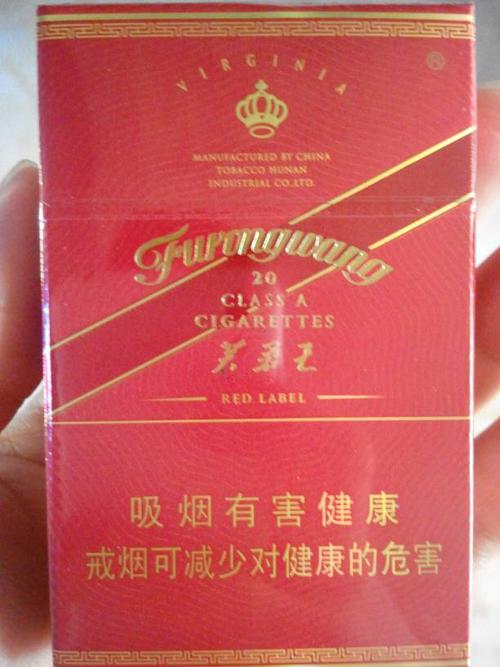 ®
VIRGINIA
MANUFACTURED BY CHINA
TOBACCO HUNAN
INDUSTRIAL CO.,LTD.
Furongwang
20
CLASS A
CIGARETTES
芙蓉王
RED LABEL
吸烟有害健康
戒烟可减少对健康的危害